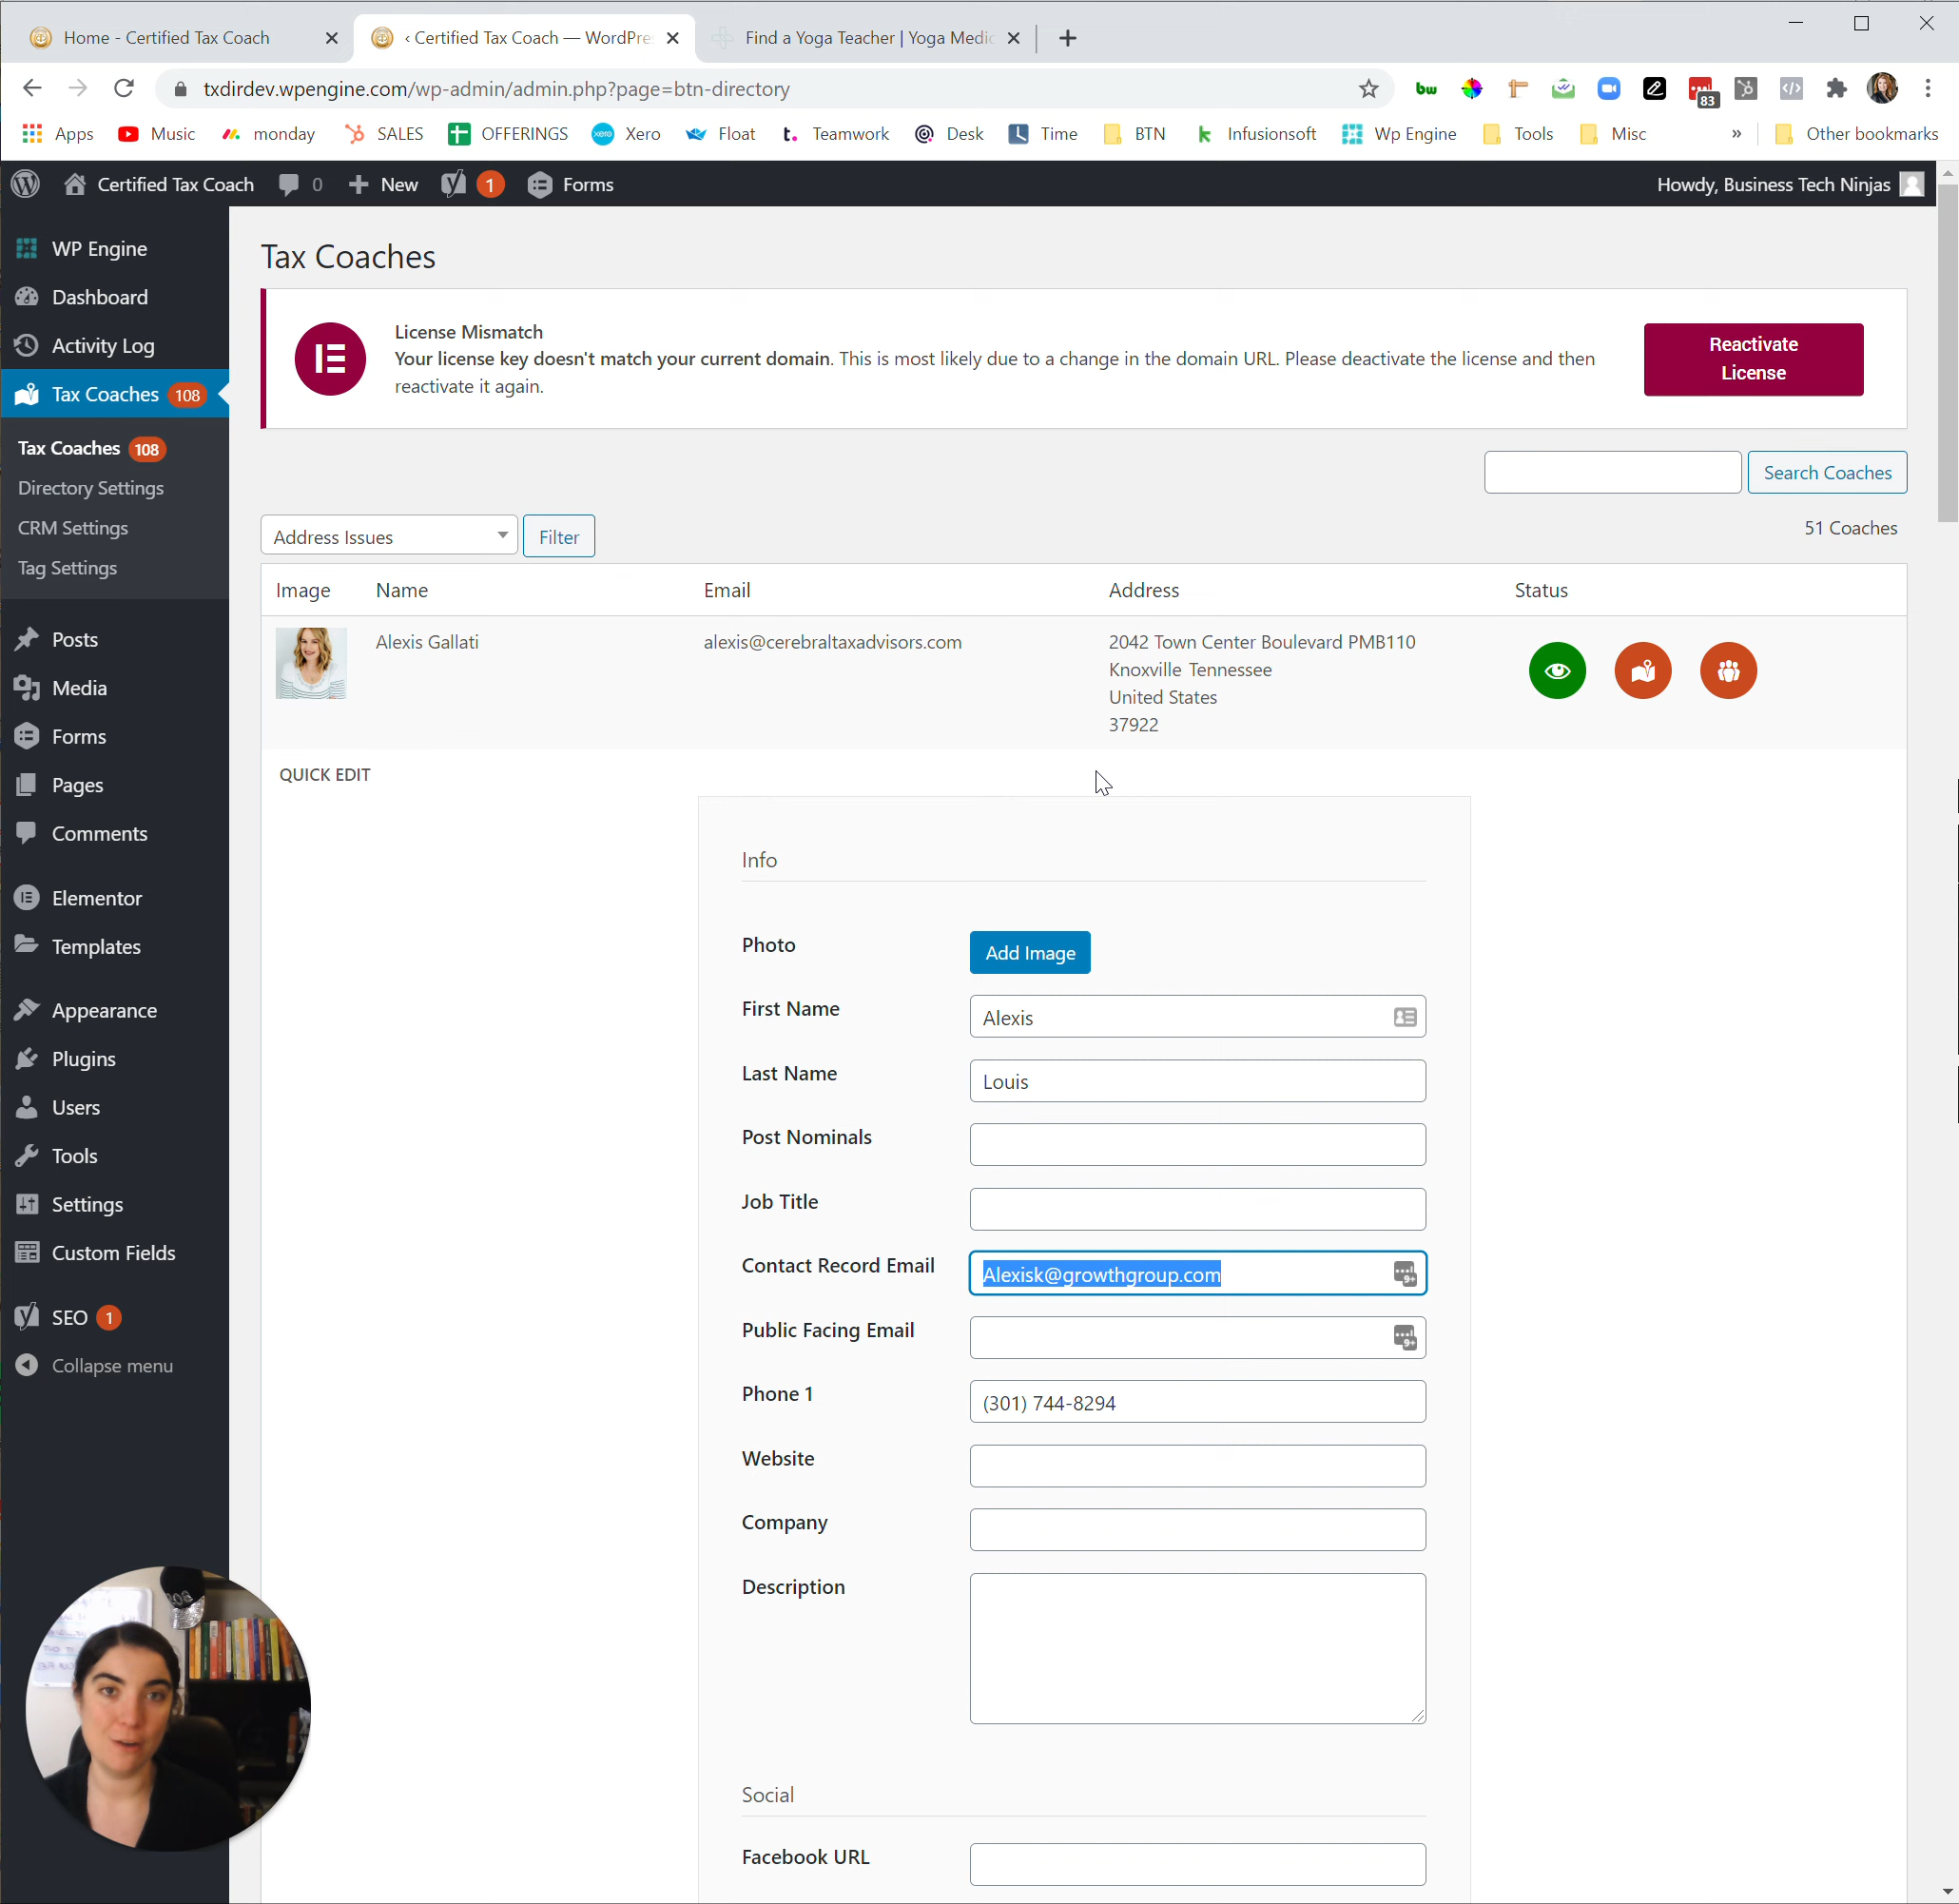 Home - Certified Tax Coach
‹ Certified Tax Coach — WordPre
Find a Yoga Teacher | Yoga Medic
txdirdev.wpengine.com/wp-admin/admin.php?page=btn-directory
bw
83
Apps
Music
monday
SALES
OFFERINGS
xero
Xero
Float
t.
Teamwork
Desk
Time
BTN
k
Infusionsoft
Wp Engine
Tools
Misc
»
Other bookmarks
Certified Tax Coach
0
New
1
Forms
Howdy, Business Tech Ninjas
WP Engine
Dashboard
Activity Log
Tax Coaches 108
Tax Coaches 108
Directory Settings
CRM Settings
Tag Settings
Posts
Media
Forms
Pages
Comments
Elementor
Templates
Appearance
Plugins
Users
Tools
Settings
Custom Fields
SEO 1
Collapse menu
Tax Coaches
License Mismatch
Your license key doesn't match your current domain. This is most likely due to a change in the domain URL. Please deactivate the license and then
reactivate it again.
Reactivate
License
Search Coaches
Address Issues
Filter
51 Coaches
Image
Name
Email
Address
Status
Alexis Gallati
alexis@cerebraltaxadvisors.com
2042 Town Center Boulevard PMB110
Knoxville Tennessee
United States
37922
QUICK EDIT
Info
Photo
Add Image
First Name
Alexis
Last Name
Louis
Post Nominals
Job Title
Contact Record Email
Alexisk@growthgroup.com
9+
Public Facing Email
9+
Phone 1
(301) 744-8294
Website
Company
Description
Social
Facebook URL